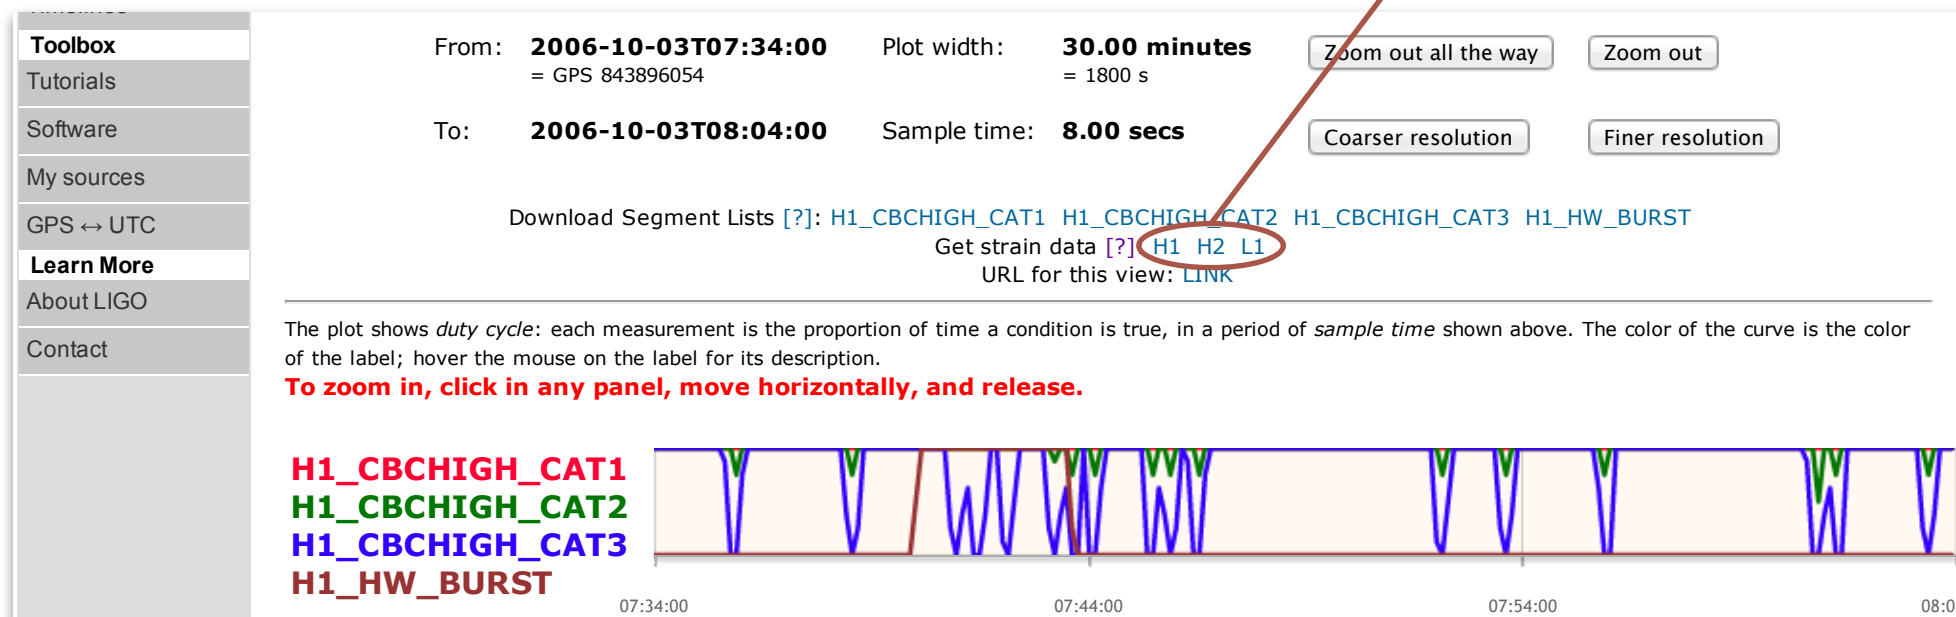 Toolbox
Tutorials
Software
My sources
GPS ↔ UTC
Learn More
About LIGO
Contact
From: 2006-10-03T07:34:00 Plot width: 30.00 minutes Zoom out all the way Zoom out
= GPS 843896054 = 1800 s
To: 2006-10-03T08:04:00 Sample time: 8.00 secs Coarser resolution Finer resolution
Download Segment Lists [?]: H1_CBCHIGH_CAT1 H1_CBCHIGH_CAT2 H1_CBCHIGH_CAT3 H1_HW_BURST
Get strain data [?]: H1 H2 L1
URL for this view: LINK
The plot shows duty cycle: each measurement is the proportion of time a condition is true, in a period of sample time shown above. The color of the curve is the color
of the label; hover the mouse on the label for its description.
To zoom in, click in any panel, move horizontally, and release.
H1_CBCHIGH_CAT1
H1_CBCHIGH_CAT2
H1_CBCHIGH_CAT3
H1_HW_BURST
07:34:00 07:44:00 07:54:00 08:0